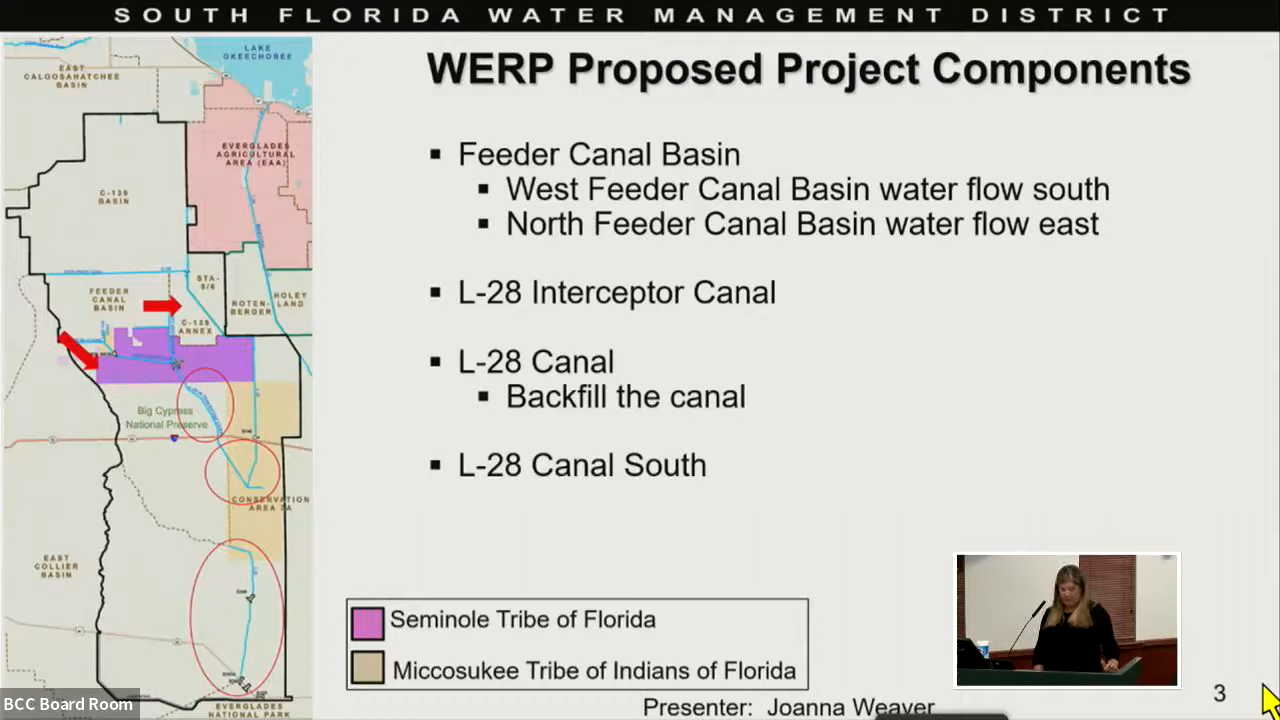 SOUTH FLORIDA WATER MANAGEMENT DISTRICT
WERP Proposed Project Components
▪ Feeder Canal Basin
▪ West Feeder Canal Basin water flow south
▪ North Feeder Canal Basin water flow east
▪ L-28 Interceptor Canal
▪ L-28 Canal
▪ Backfill the canal
▪ L-28 Canal South
LAKE
OKEECHOBEE
EAST
CALOOSAHATCHEE
BASIN
EVERGLADES
AGRICULTURAL
AREA (EAA)
C-139
BASIN
STA-
5/6
FEEDER
CANAL
BASIN
ROTEN-
BERGER
HOLEY
LAND
C-139
ANNEX
Big Cypress
National Preserve
CONSERVATION
AREA 3A
EAST
COLLIER
BASIN
EVERGLADES
NATIONAL PARK
Seminole Tribe of Florida
Miccosukee Tribe of Indians of Florida
Presenter: Joanna Weaver
3
BCC Board Room